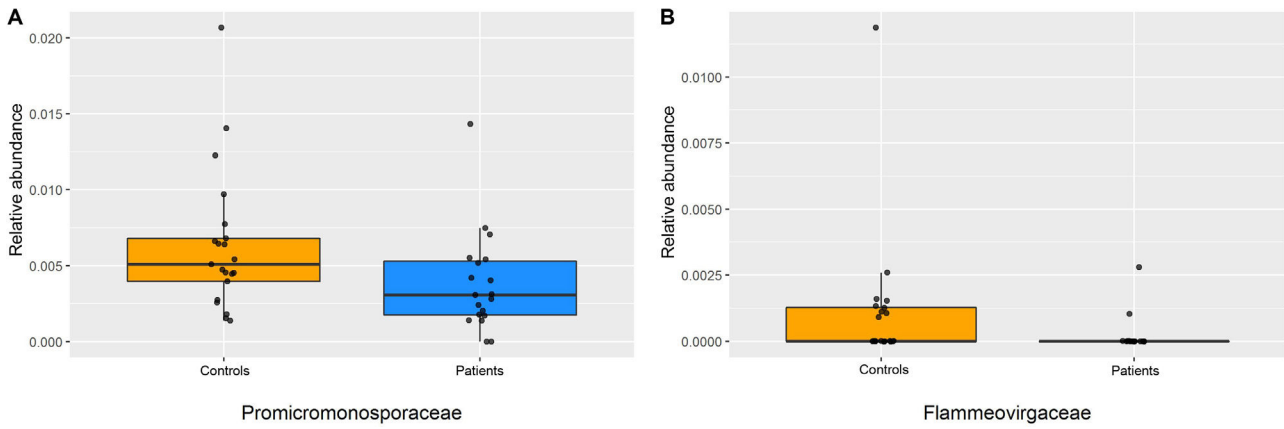 A
Relative abundance
0.020
0.015
0.010
0.005
0.000
Controls
Patients
Promicromonosporaceae
B
Relative abundance
0.0100
0.0075
0.0050
0.0025
0.0000
Controls
Patients
Flammeovirgaceae